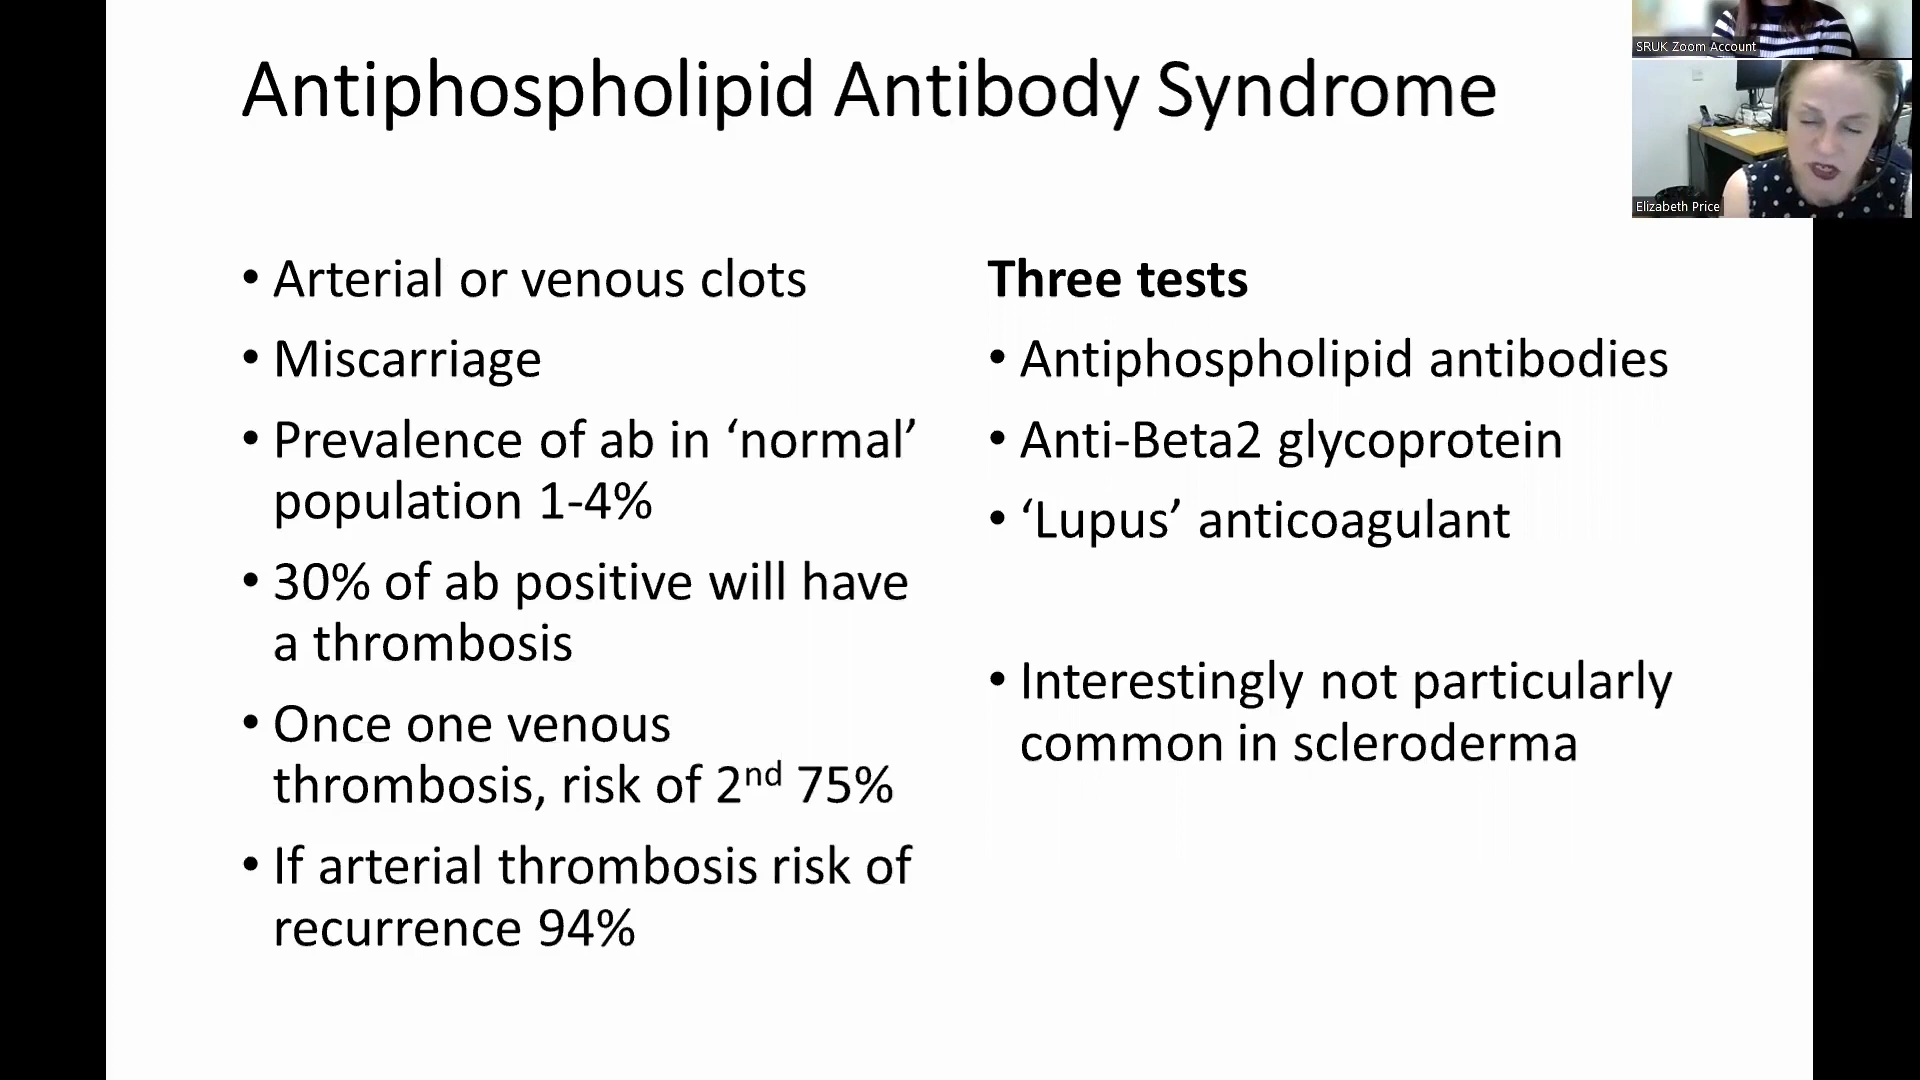 Antiphospholipid Antibody Syndrome
SRUK Zoom Account
Elizabeth Price
• Arterial or venous clots
• Miscarriage
• Prevalence of ab in ‘normal’
population 1-4%
• 30% of ab positive will have
a thrombosis
• Once one venous
thrombosis, risk of 2nd 75%
• If arterial thrombosis risk of
recurrence 94%
Three tests
• Antiphospholipid antibodies
• Anti-Beta2 glycoprotein
• ‘Lupus’ anticoagulant
• Interestingly not particularly
common in scleroderma